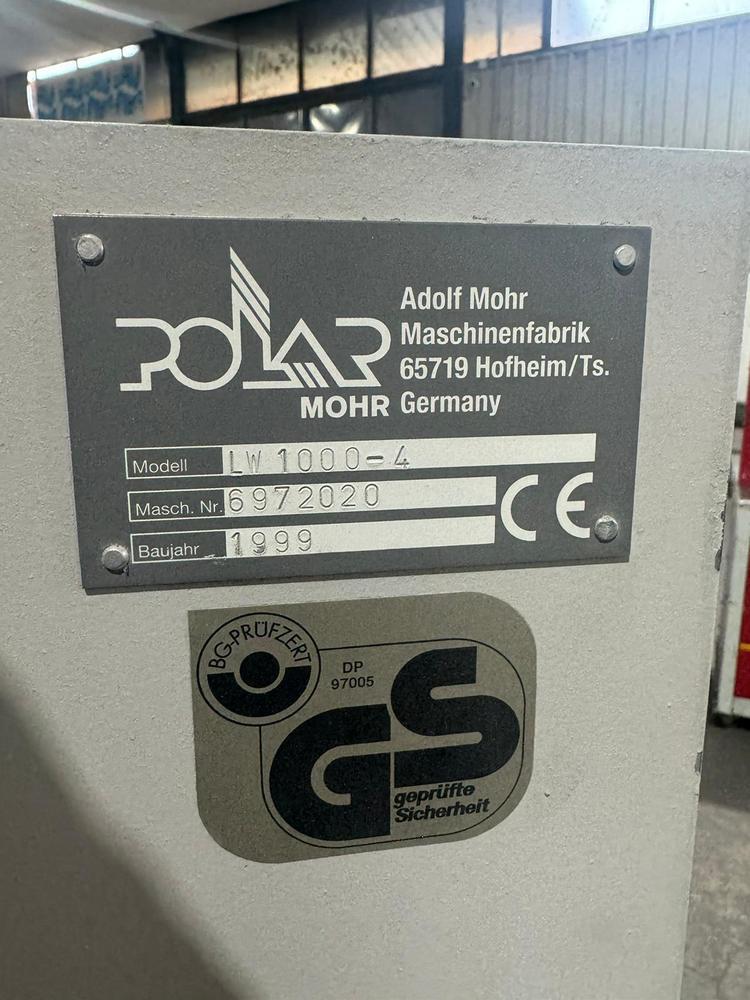 POLAR
MOHR
Adolf Mohr
Maschinenfabrik
65719 Hofheim/Ts.
Germany
Modell LW 1000-4
Masch. Nr. 6972020
Baujahr 1999
CE
BG-PRÜFZERT
DP
97005
GS
geprüfte
Sicherheit